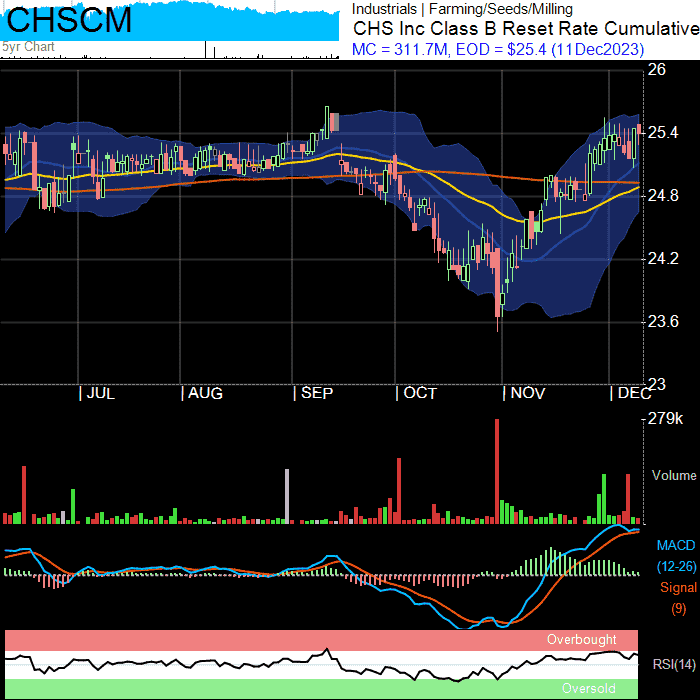 CHSCM
5yr Chart
Industrials | Farming/Seeds/Milling
CHS Inc Class B Reset Rate Cumulative
MC = 311.7M, EOD = $25.4 (11Dec2023)
26
25.4
24.8
24.2
23.6
23
| JUL | AUG | SEP | OCT | NOV | DEC
279k
Volume
MACD
(12-26)
Signal
(9)
Overbought
RSI(14)
Oversold